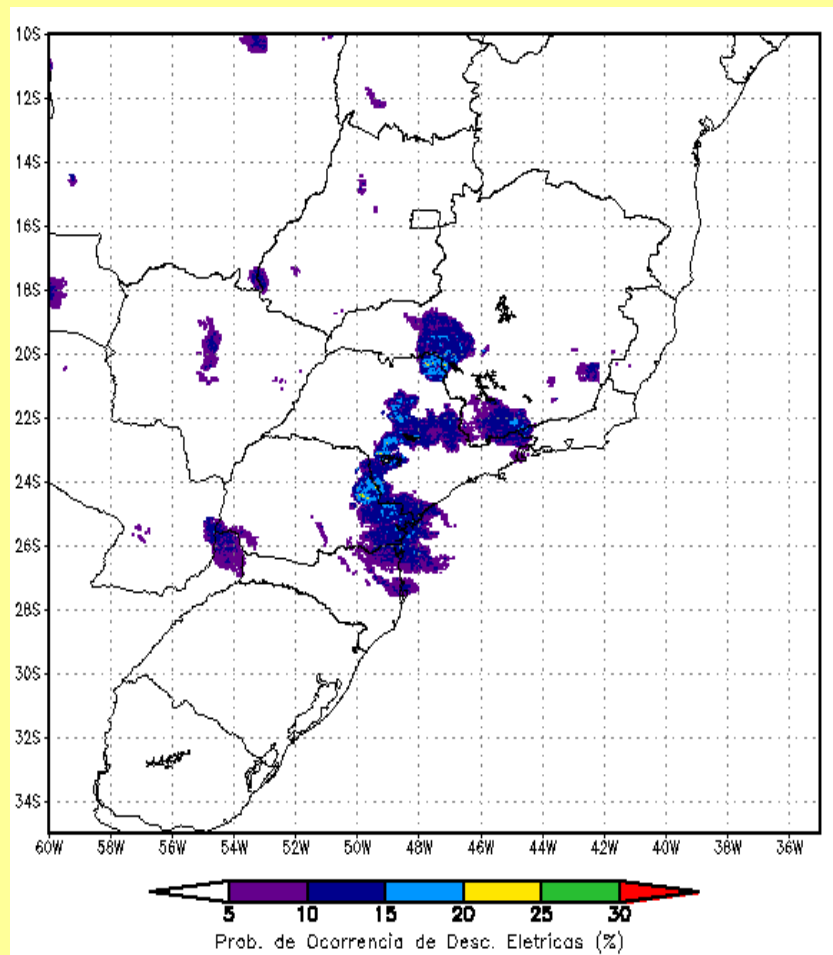 10S
12S
14S
16S
18S
20S
22S
24S
26S
28S
30S
32S
34S
60W 58W 56W 54W 52W 50W 48W 46W 44W 42W 40W 38W 36W
5 10 15 20 25 30
Prob. de Ocorrencia de Desc. Eletricas (%)